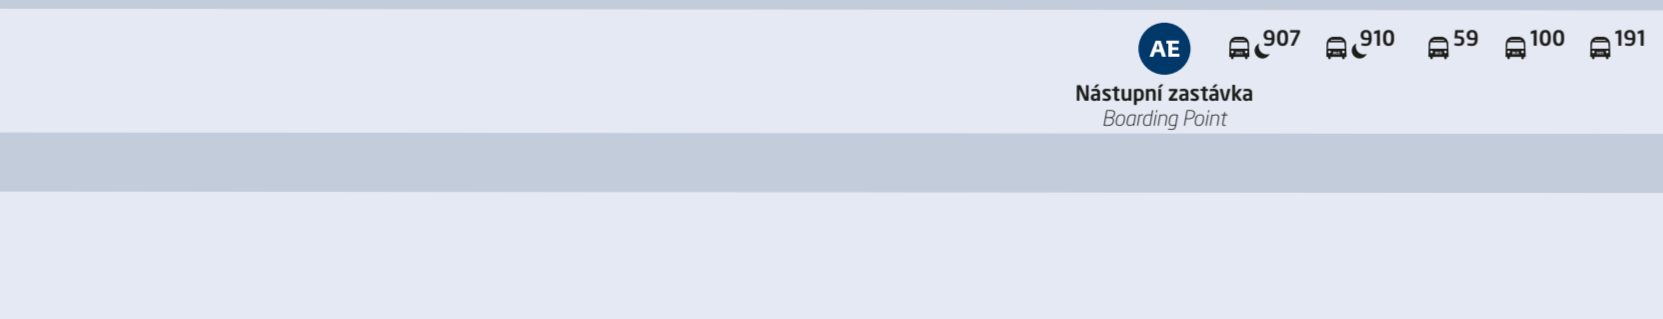 AE 907 910 59 100 191
Nástupní zastávka
Boarding Point